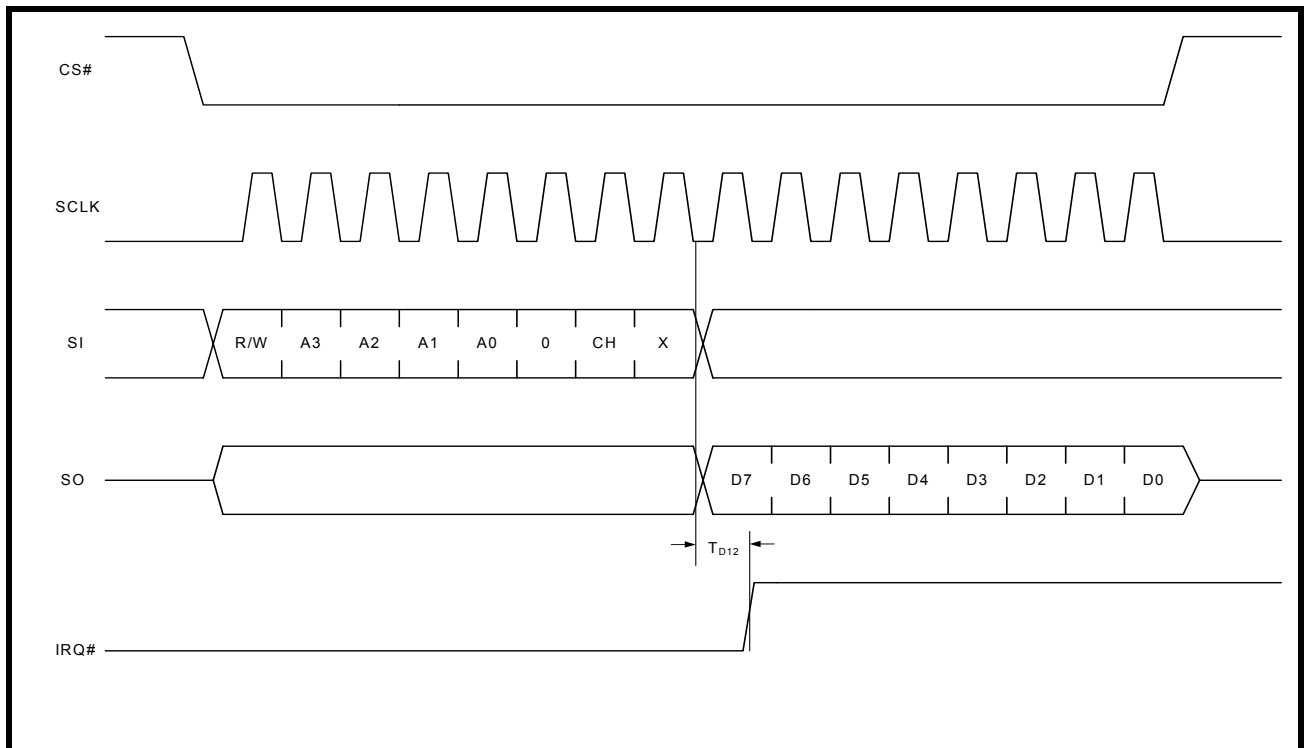 CS#
SCLK
SI R/W A3 A2 A1 A0 0 CH X
SO D7 D6 D5 D4 D3 D2 D1 D0
TD12
IRQ#